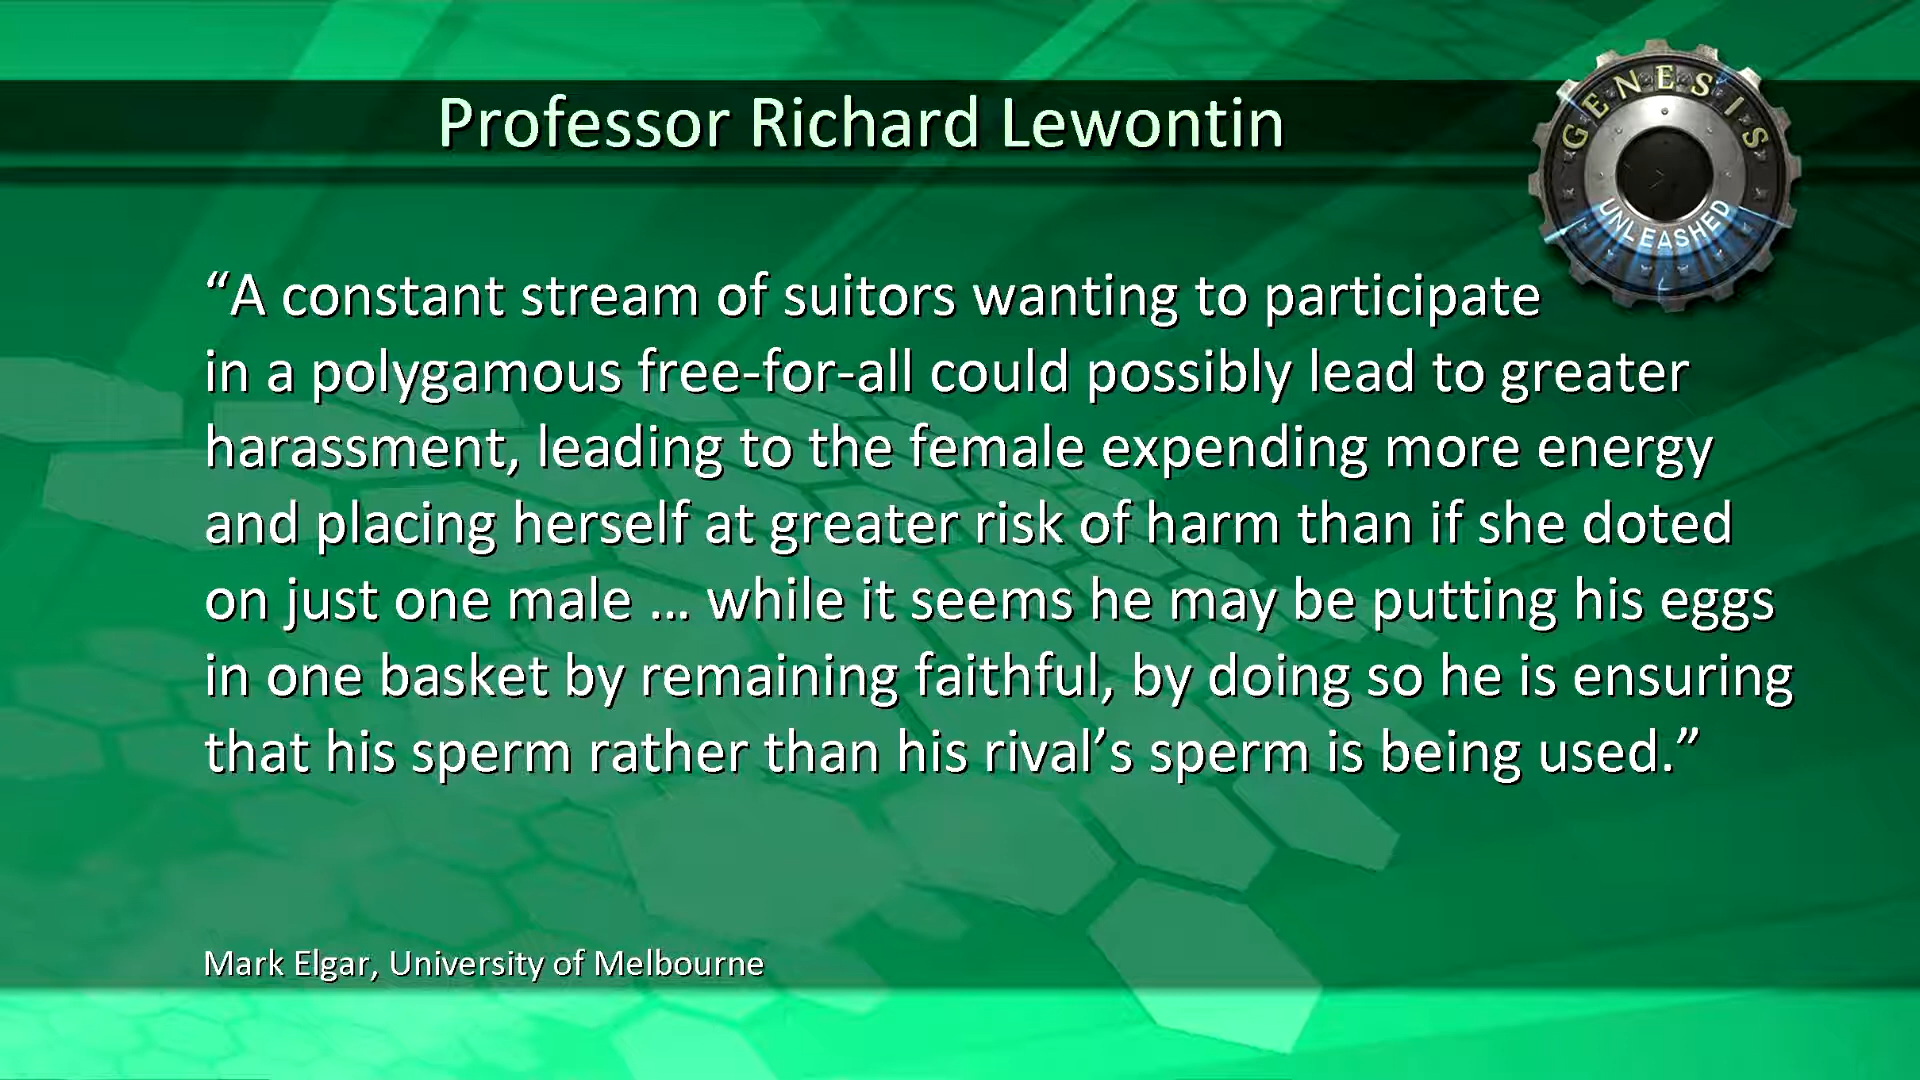 Professor Richard Lewontin
GENESIS
UNLEASHED
“A constant stream of suitors wanting to participate
in a polygamous free-for-all could possibly lead to greater
harassment, leading to the female expending more energy
and placing herself at greater risk of harm than if she doted
on just one male ... while it seems he may be putting his eggs
in one basket by remaining faithful, by doing so he is ensuring
that his sperm rather than his rival’s sperm is being used.”
Mark Elgar, University of Melbourne